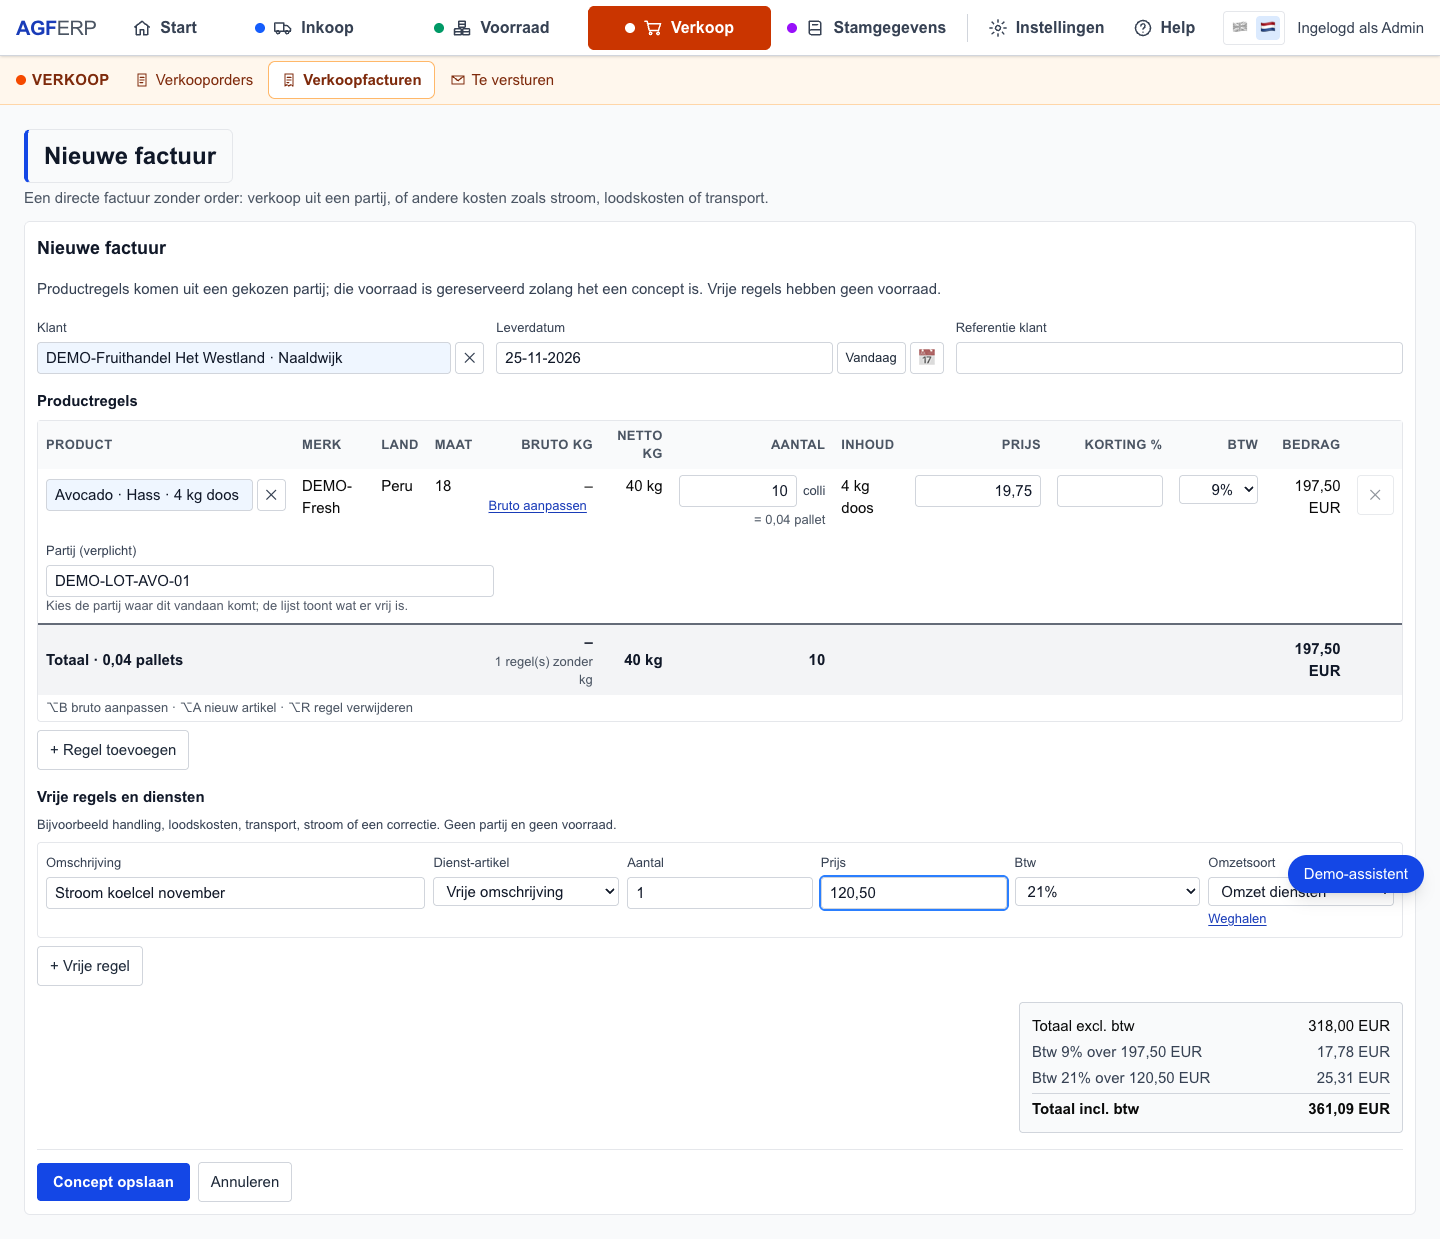 AGFERP Start Inkoop Voorraad Verkoop Stamgegevens Instellingen Help Ingelogd als Admin
VERKOOP Verkooporders Verkoopfacturen Te versturen
Nieuwe factuur
Een directe factuur zonder order: verkoop uit een partij, of andere kosten zoals stroom, loodskosten of transport.
Nieuwe factuur
Productregels komen uit een gekozen partij; die voorraad is gereserveerd zolang het een concept is. Vrije regels hebben geen voorraad.
Klant Leverdatum Referentie klant
DEMO-Fruithandel Het Westland · Naaldwijk 25-11-2026 Vandaag
Productregels
PRODUCT MERK LAND MAAT BRUTO KG NETTO KG AANTAL INHOUD PRIJS KORTING % BTW BEDRAG
Avocado · Hass · 4 kg doos DEMO-Fresh Peru 18 – 40 kg 10 colli 4 kg doos 19,75 9% 197,50 EUR
Bruto aanpassen = 0,04 pallet
Partij (verplicht)
DEMO-LOT-AVO-01
Kies de partij waar dit vandaan komt; de lijst toont wat er vrij is.
Totaal · 0,04 pallets – 1 regel(s) zonder kg 40 kg 10 197,50 EUR
⌥B bruto aanpassen · ⌥A nieuw artikel · ⌥R regel verwijderen
+ Regel toevoegen
Vrije regels en diensten
Bijvoorbeeld handling, loodskosten, transport, stroom of een correctie. Geen partij en geen voorraad.
Omschrijving Dienst-artikel Aantal Prijs Btw Omzetsoort
Demo-assistent
Stroom koelcel november Vrije omschrijving 1 120,50 21% Omzet diensten
Weghalen
+ Vrije regel
Totaal excl. btw 318,00 EUR
Btw 9% over 197,50 EUR 17,78 EUR
Btw 21% over 120,50 EUR 25,31 EUR
Totaal incl. btw 361,09 EUR
Concept opslaan Annuleren